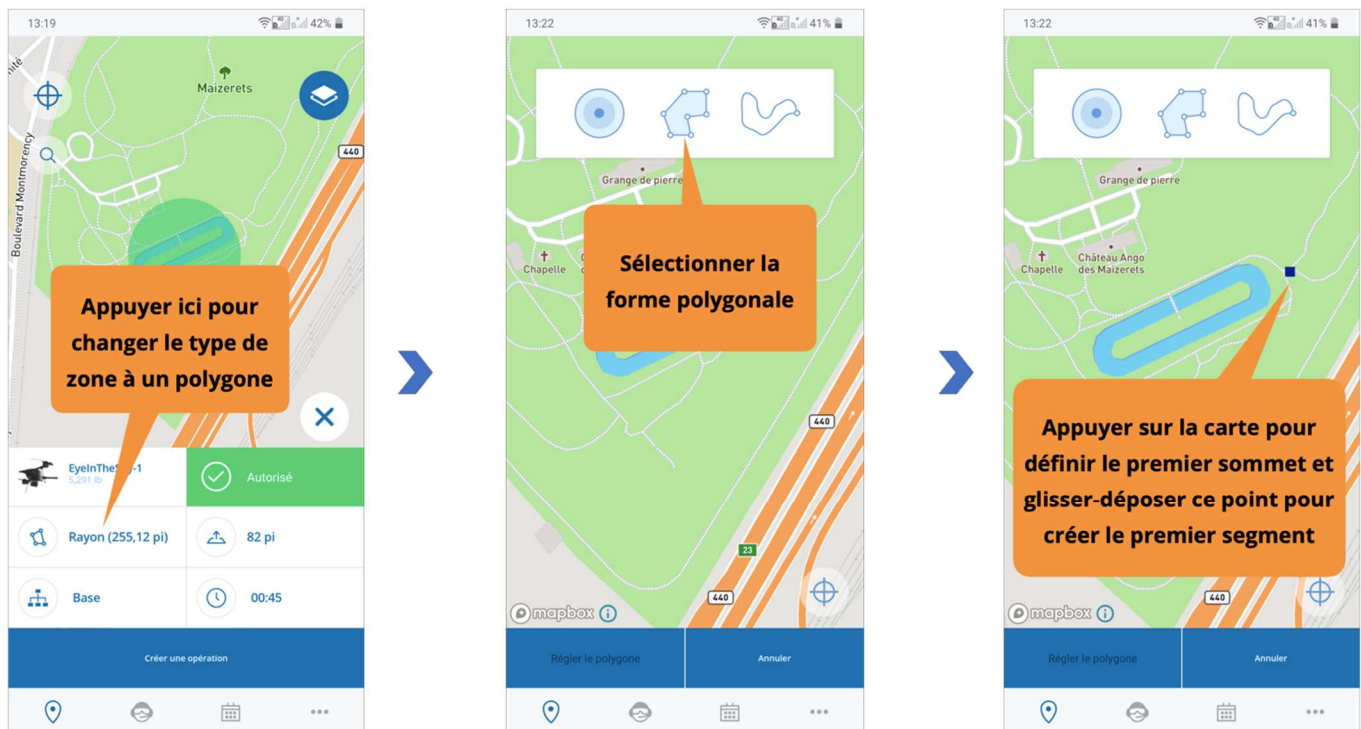 13:19
42%
Maizerets
440
Boulevard Montmorency
Appuyer ici pour
changer le type de
zone à un polygone
5,291 lb
Autorisé
Rayon (255,12 pi)
82 pi
Base
00:45
Créer une opération
13:22
41%
Grange de pierre
Chapelle
Sélectionner la
forme polygonale
440
23
440
mapbox
Régler le polygone
Annuler
13:22
41%
Grange de pierre
Château Ango
Chapelle
des Maizerets
Appuyer sur la carte pour
définir le premier sommet et
glisser-déposer ce point pour
créer le premier segment
440
mapbox
Régler le polygone
Annuler